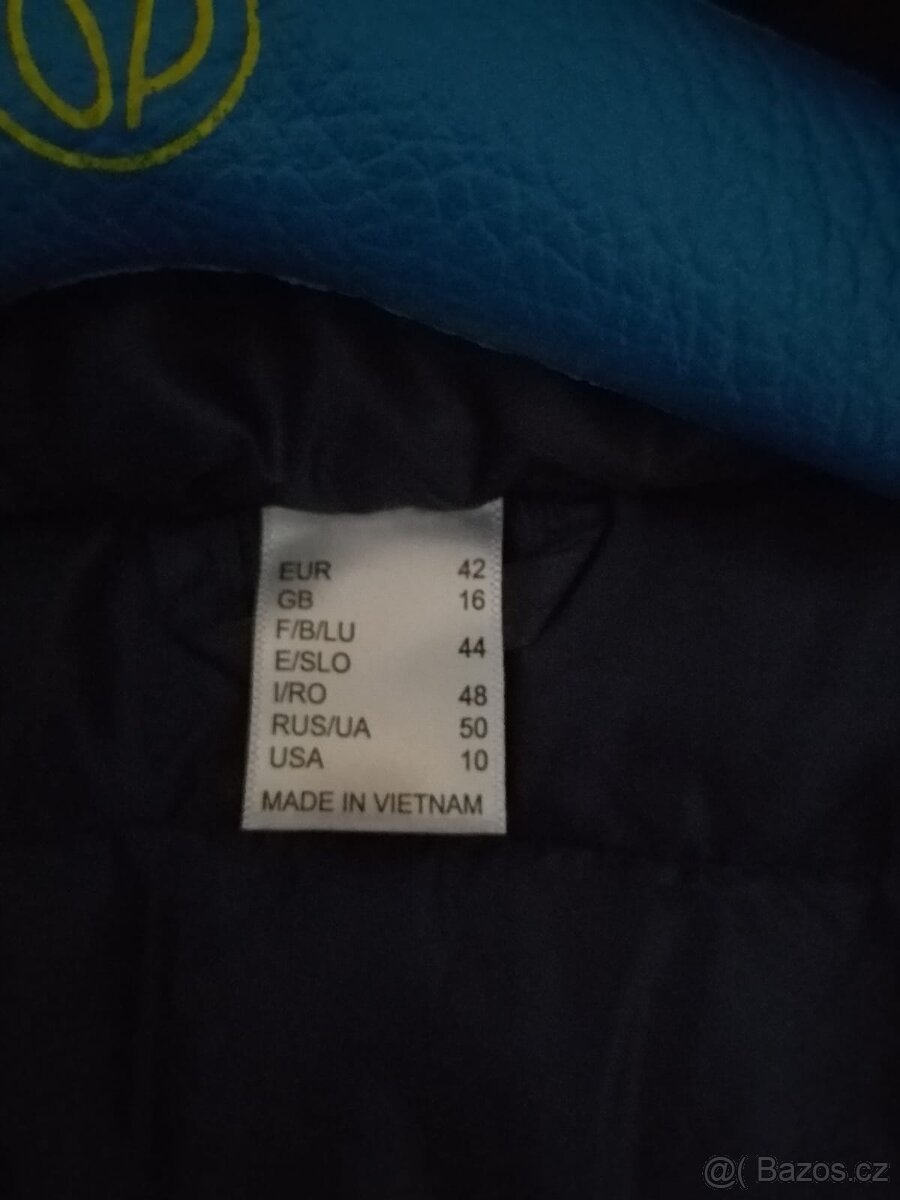 EUR 42
GB 16
F/B/LU
E/SLO 44
I/RO 48
RUS/UA 50
USA 10
MADE IN VIETNAM
@( Bazos.cz